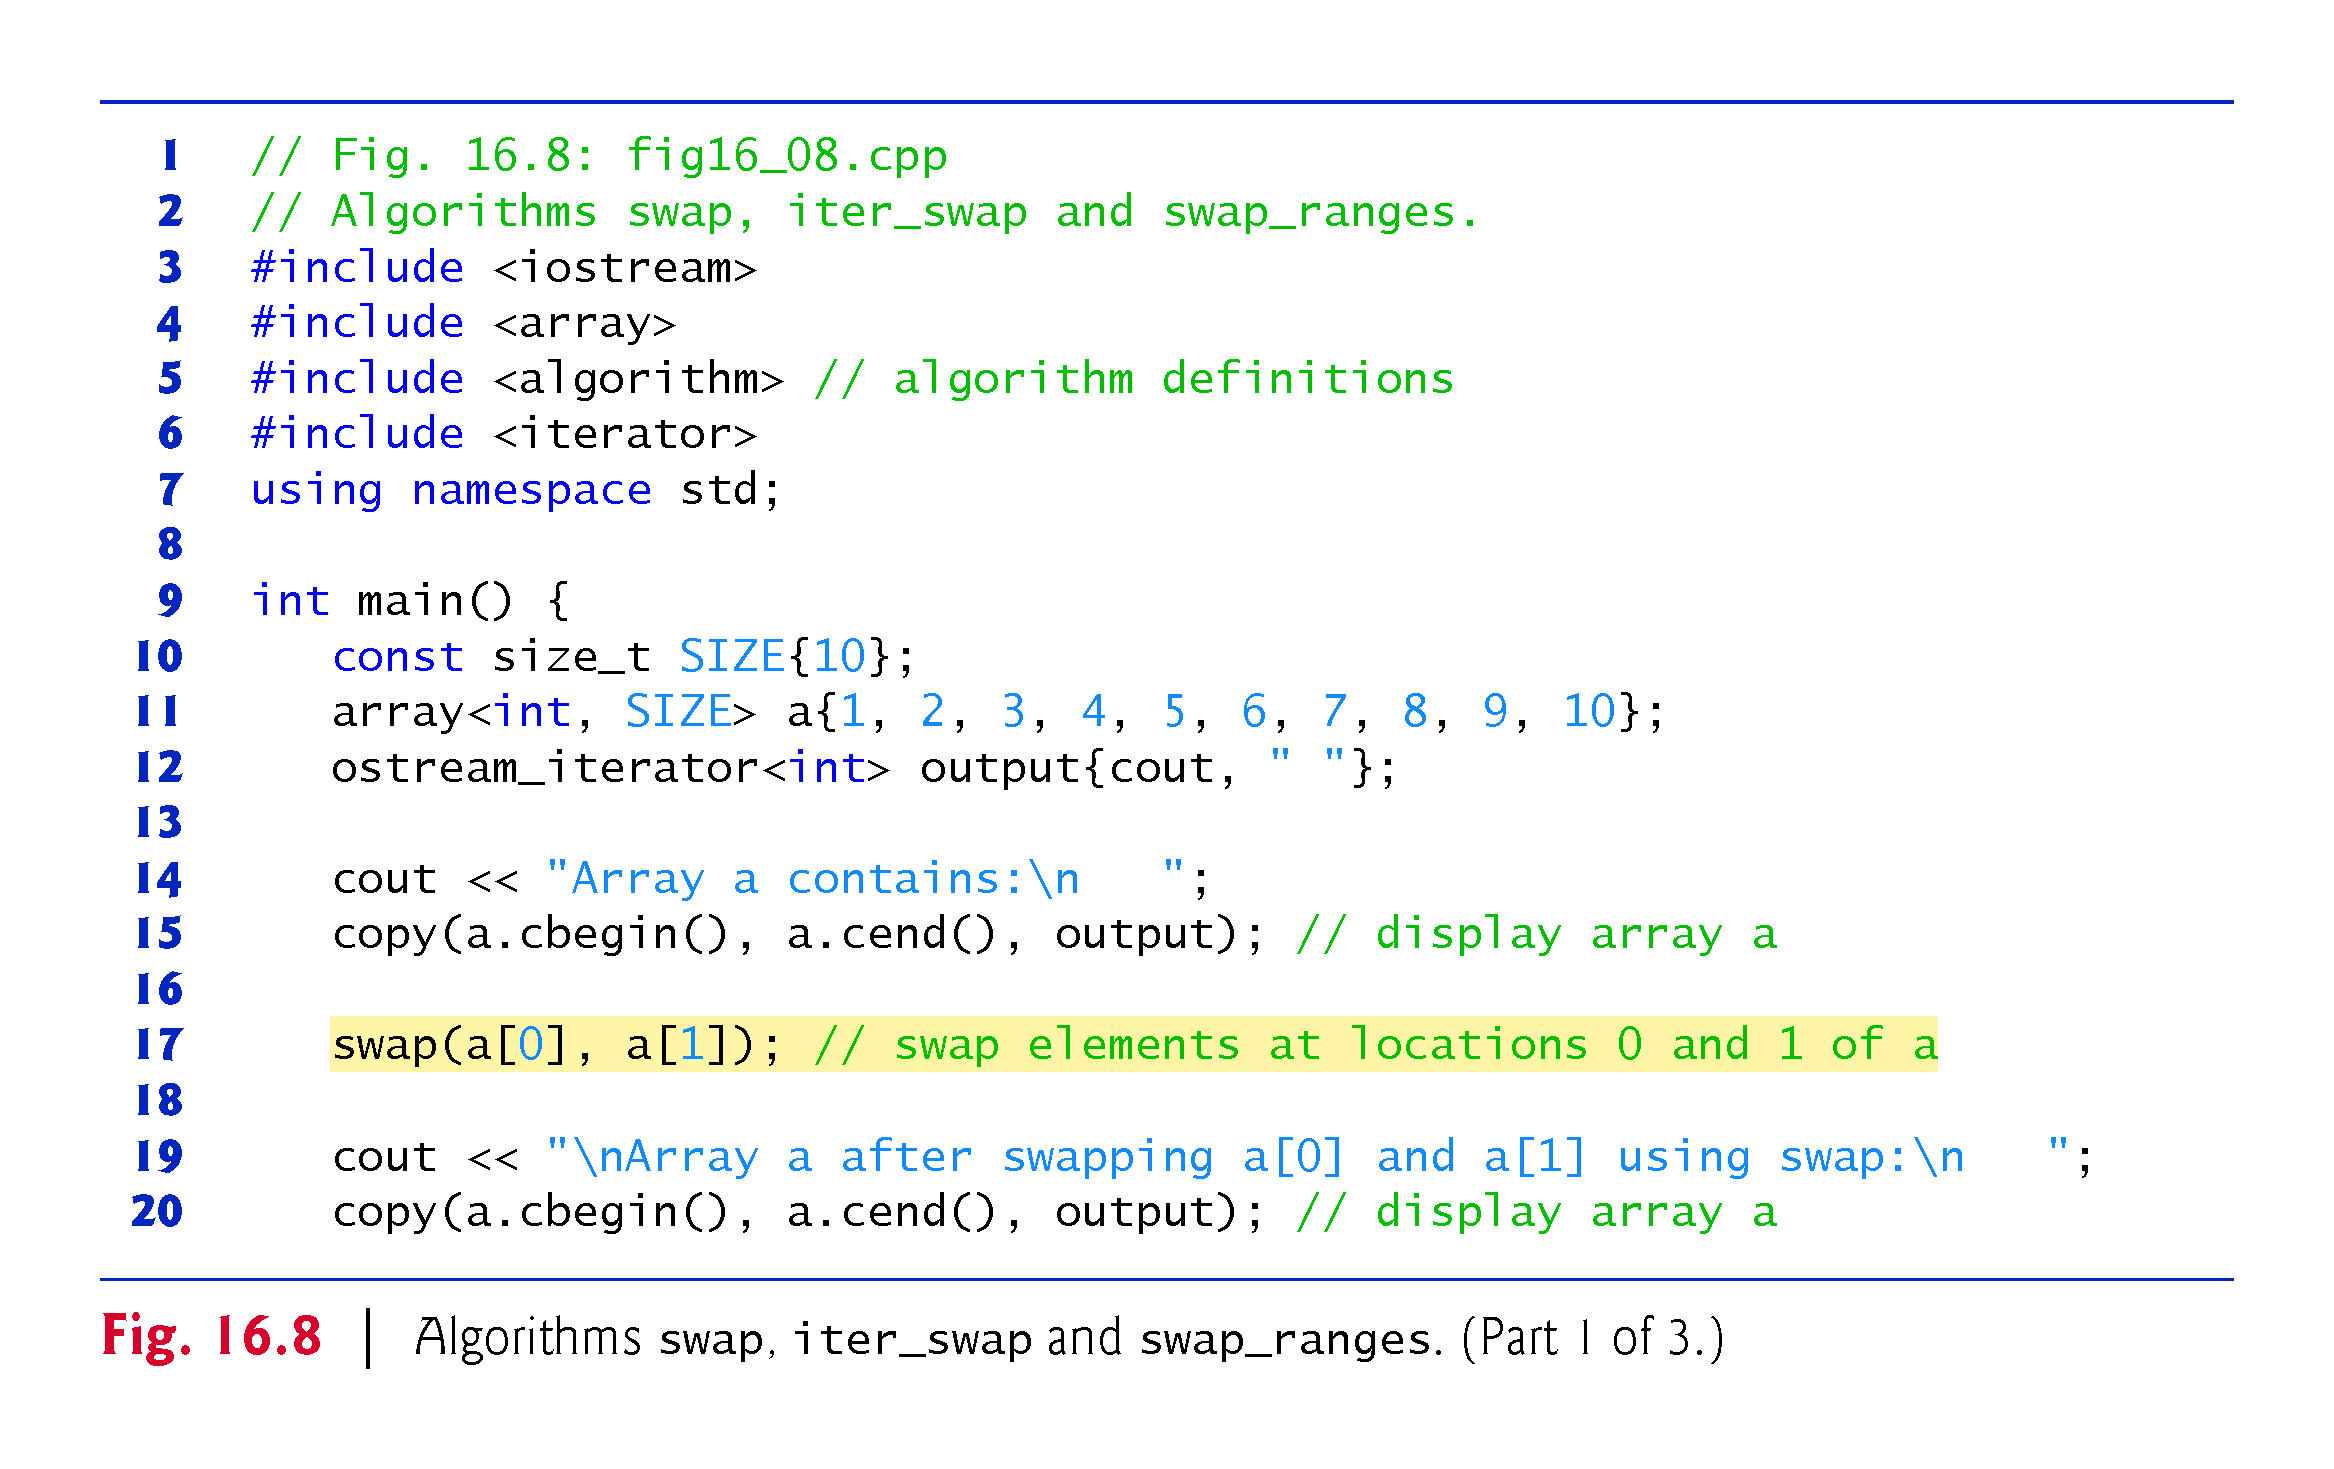 1 // Fig. 16.8: fig16_08.cpp
2 // Algorithms swap, iter_swap and swap_ranges.
3 #include <iostream>
4 #include <array>
5 #include <algorithm> // algorithm definitions
6 #include <iterator>
7 using namespace std;
8
9 int main() {
10    const size_t SIZE{10};
11    array<int, SIZE> a{1, 2, 3, 4, 5, 6, 7, 8, 9, 10};
12    ostream_iterator<int> output{cout, " "};
13
14    cout << "Array a contains:\n   ";
15    copy(a.cbegin(), a.cend(), output); // display array a
16
17    swap(a[0], a[1]); // swap elements at locations 0 and 1 of a
18
19    cout << "\nArray a after swapping a[0] and a[1] using swap:\n   ";
20    copy(a.cbegin(), a.cend(), output); // display array a
Fig. 16.8 | Algorithms swap, iter_swap and swap_ranges. (Part 1 of 3.)